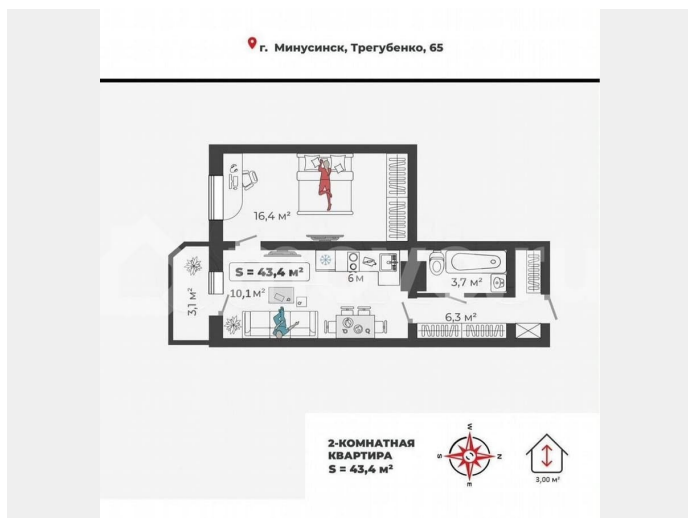 г. Минусинск, Трегубенко, 65
16,4 м²
S = 43,4 м²
10,1 м²
6 м
3,7 м²
3,1 м²
6,3 м²
2-КОМНАТНАЯ
КВАРТИРА
S = 43,4 м²
W
S
N
E
3,00 м²